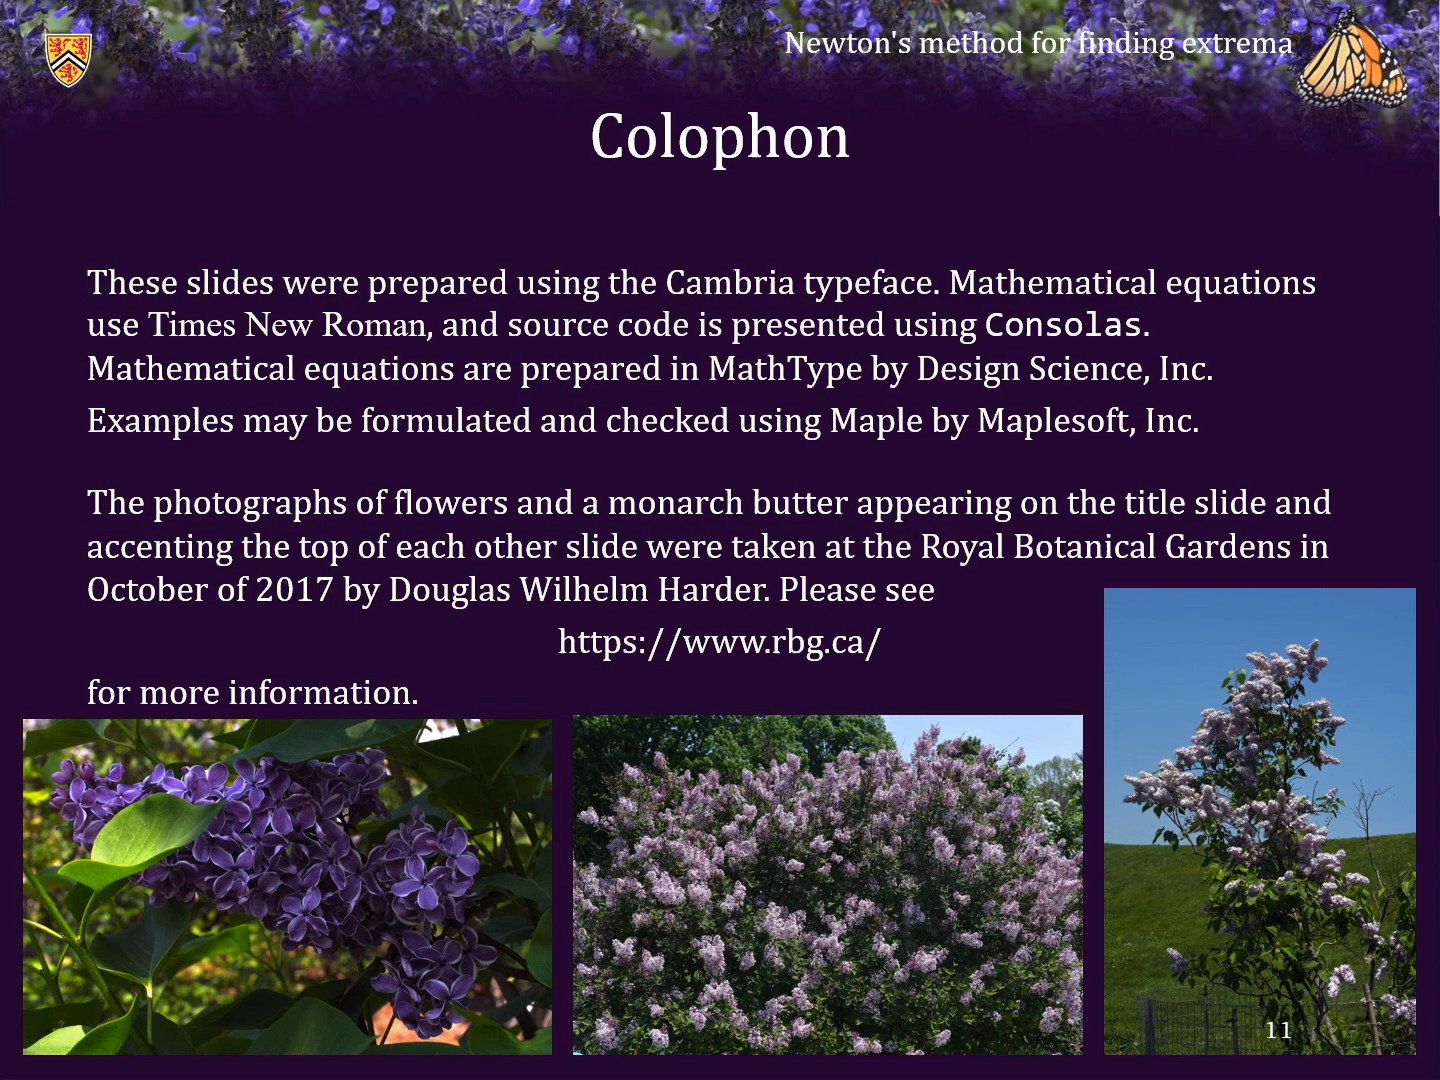 Newton's method for finding extrema
Colophon
These slides were prepared using the Cambria typeface. Mathematical equations
use Times New Roman, and source code is presented using Consolas.
Mathematical equations are prepared in MathType by Design Science, Inc.
Examples may be formulated and checked using Maple by Maplesoft, Inc.
The photographs of flowers and a monarch butter appearing on the title slide and
accenting the top of each other slide were taken at the Royal Botanical Gardens in
October of 2017 by Douglas Wilhelm Harder. Please see
https://www.rbg.ca/
for more information.
11